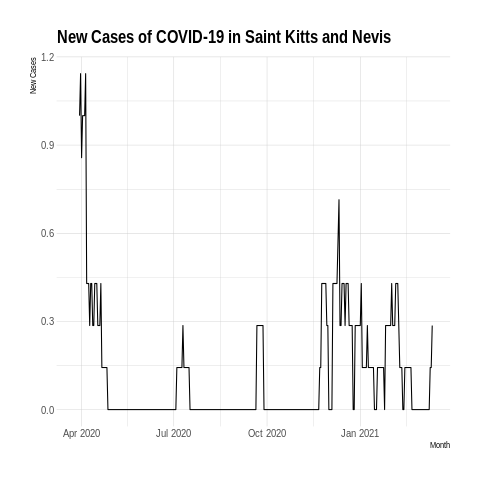 New Cases of COVID-19 in Saint Kitts and Nevis
New Cases
1.2
0.9
0.6
0.3
0.0
Apr 2020 Jul 2020 Oct 2020 Jan 2021
Month